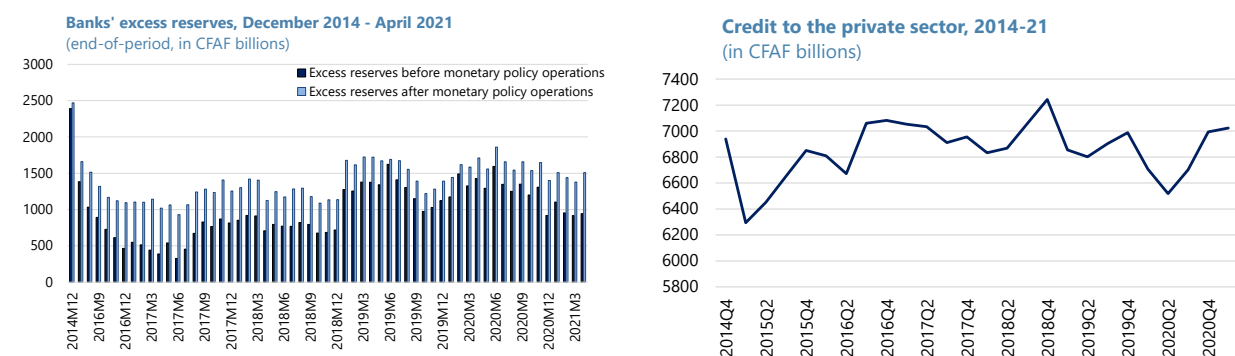 Banks' excess reserves, December 2014 - April 2021
(end-of-period, in CFAF billions)
3000
2500
2000
1500
1000
500
0
Excess reserves before monetary policy operations
Excess reserves after monetary policy operations
2014M12
2016M9
2016M12
2017M3
2017M6
2017M9
2017M12
2018M3
2018M6
2018M9
2018M12
2019M3
2019M6
2019M9
2019M12
2020M3
2020M6
2020M9
2020M12
2021M3
Credit to the private sector, 2014-21
(in CFAF billions)
7400
7200
7000
6800
6600
6400
6200
6000
5800
2014Q4
2015Q2
2015Q4
2016Q2
2016Q4
2017Q2
2017Q4
2018Q2
2018Q4
2019Q2
2019Q4
2020Q2
2020Q4